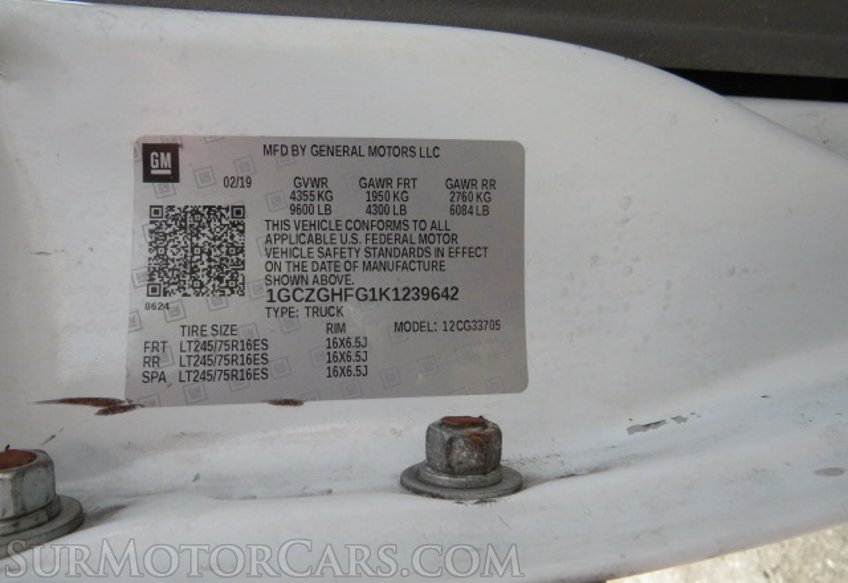 GM
MFD BY GENERAL MOTORS LLC
02/19 GVWR GAWR FRT GAWR RR
4355 KG 1950 KG 2760 KG
9600 LB 4300 LB 6084 LB
THIS VEHICLE CONFORMS TO ALL
APPLICABLE U.S. FEDERAL MOTOR
VEHICLE SAFETY STANDARDS IN EFFECT
ON THE DATE OF MANUFACTURE
SHOWN ABOVE.
8624
1GCZGHFG1K1239642
TYPE: TRUCK MODEL: 12CG33705
TIRE SIZE RIM
FRT LT245/75R16ES 16X6.5J
RR LT245/75R16ES 16X6.5J
SPA LT245/75R16ES 16X6.5J
SURMOTORCARS.COM